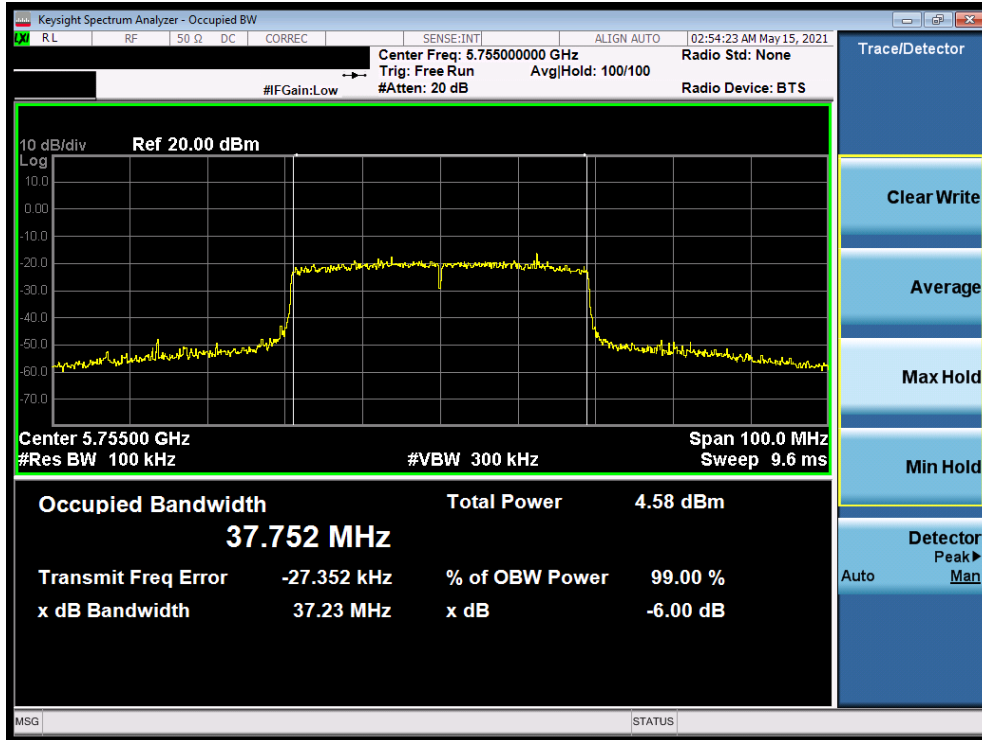 Keysight Spectrum Analyzer - Occupied BW
LXI RL RF 50 Ω DC CORREC SENSE:INT ALIGN AUTO 02:54:23 AM May 15, 2021
Center Freq: 5.755000000 GHz Radio Std: None
Trig: Free Run Avg|Hold: 100/100
#IFGain:Low #Atten: 20 dB Radio Device: BTS
Trace/Detector
10 dB/div Ref 20.00 dBm
Log
10.0
0.00
-10.0
-20.0
-30.0
-40.0
-50.0
-60.0
-70.0
Center 5.75500 GHz Span 100.0 MHz
#Res BW 100 kHz #VBW 300 kHz Sweep 9.6 ms
Occupied Bandwidth Total Power 4.58 dBm
37.752 MHz
Transmit Freq Error -27.352 kHz % of OBW Power 99.00 %
x dB Bandwidth 37.23 MHz x dB -6.00 dB
Clear Write
Average
Max Hold
Min Hold
Detector
Peak▶
Auto Man
MSG STATUS